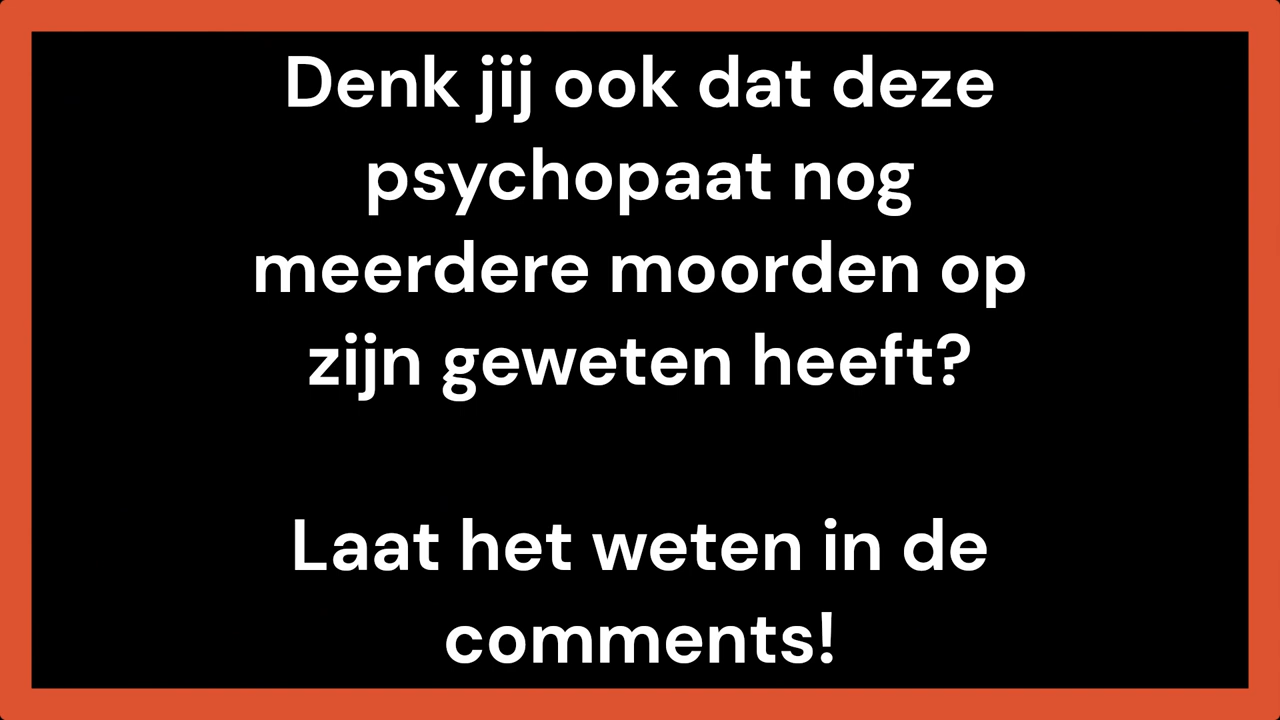 Denk jij ook dat deze
psychopaat nog
meerdere moorden op
zijn geweten heeft?
Laat het weten in de
comments!